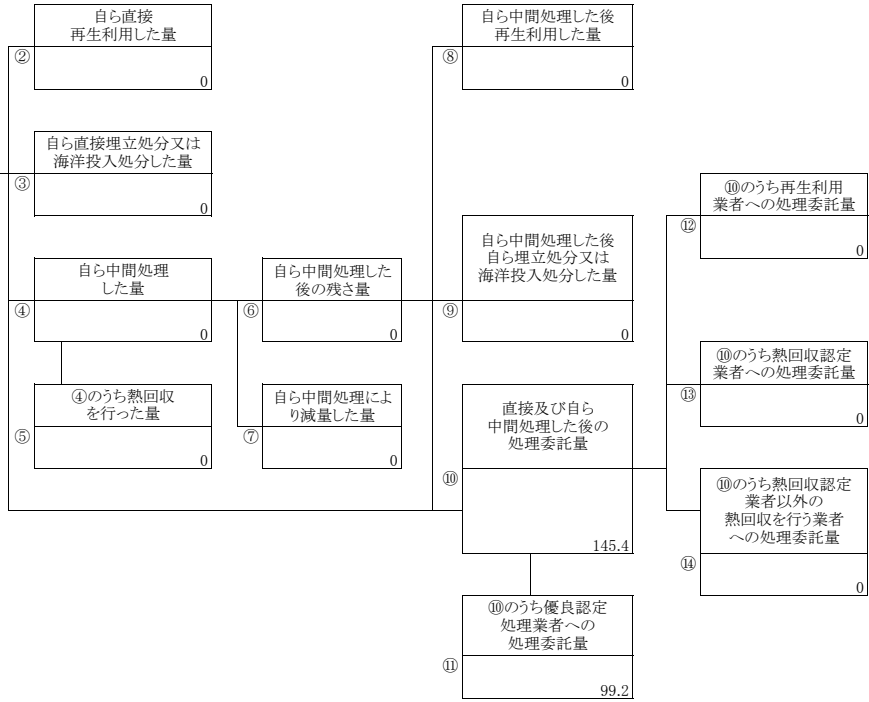 自ら直接
再生利用した量
②
0
自ら直接埋立処分又は
海洋投入処分した量
③
0
自ら中間処理
した量
④
0
④のうち熱回収
を行った量
⑤
0
自ら中間処理した
後の残さ量
⑥
0
自ら中間処理によ
り減量した量
⑦
0
自ら中間処理した後
再生利用した量
⑧
0
自ら中間処理した後
自ら埋立処分又は
海洋投入処分した量
⑨
0
直接及び自ら
中間処理した後の
処理委託量
⑩
145.4
⑩のうち優良認定
処理業者への
処理委託量
⑪
99.2
⑩のうち再生利用
業者への処理委託量
⑫
0
⑩のうち熱回収認定
業者への処理委託量
⑬
0
⑩のうち熱回収認定
業者以外の
熱回収を行う業者
への処理委託量
⑭
0